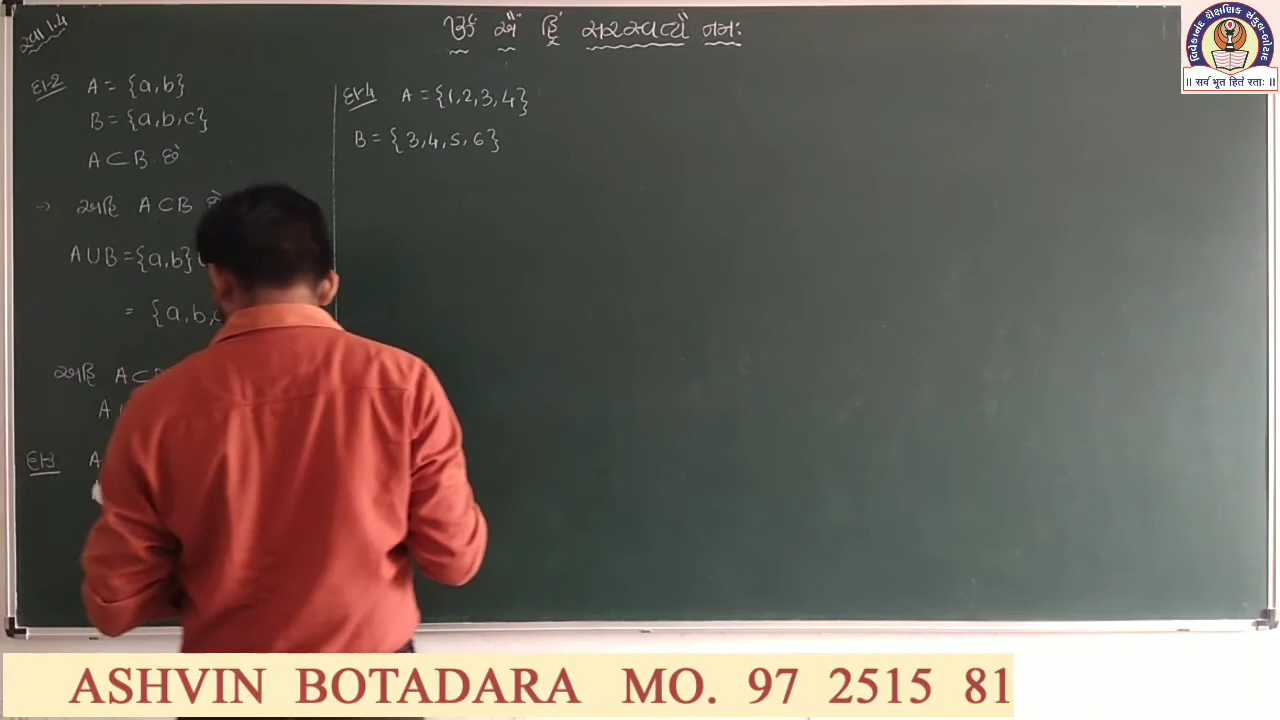 સ્વા 1.4
ૐ ઐં હ્રિં સરસ્વત્યૈ નમઃ
દા-2 A = {a,b}
B = {a,b,c}
A ⊂ B છે
→ અહિ A ⊂ B છે
A ∪ B = {a,b}
= {a,b,c
અહિ A ⊂ B
A ∪
દા-3 A
દા-4 A = {1,2,3,4}
B = {3,4,5,6}
વિવેકાનંદ શૈક્ષણિક સંકુલ-બોટાદ
॥ सर्व भूत हिते रताः ॥
ASHVIN BOTADARA MO. 97 2515 81